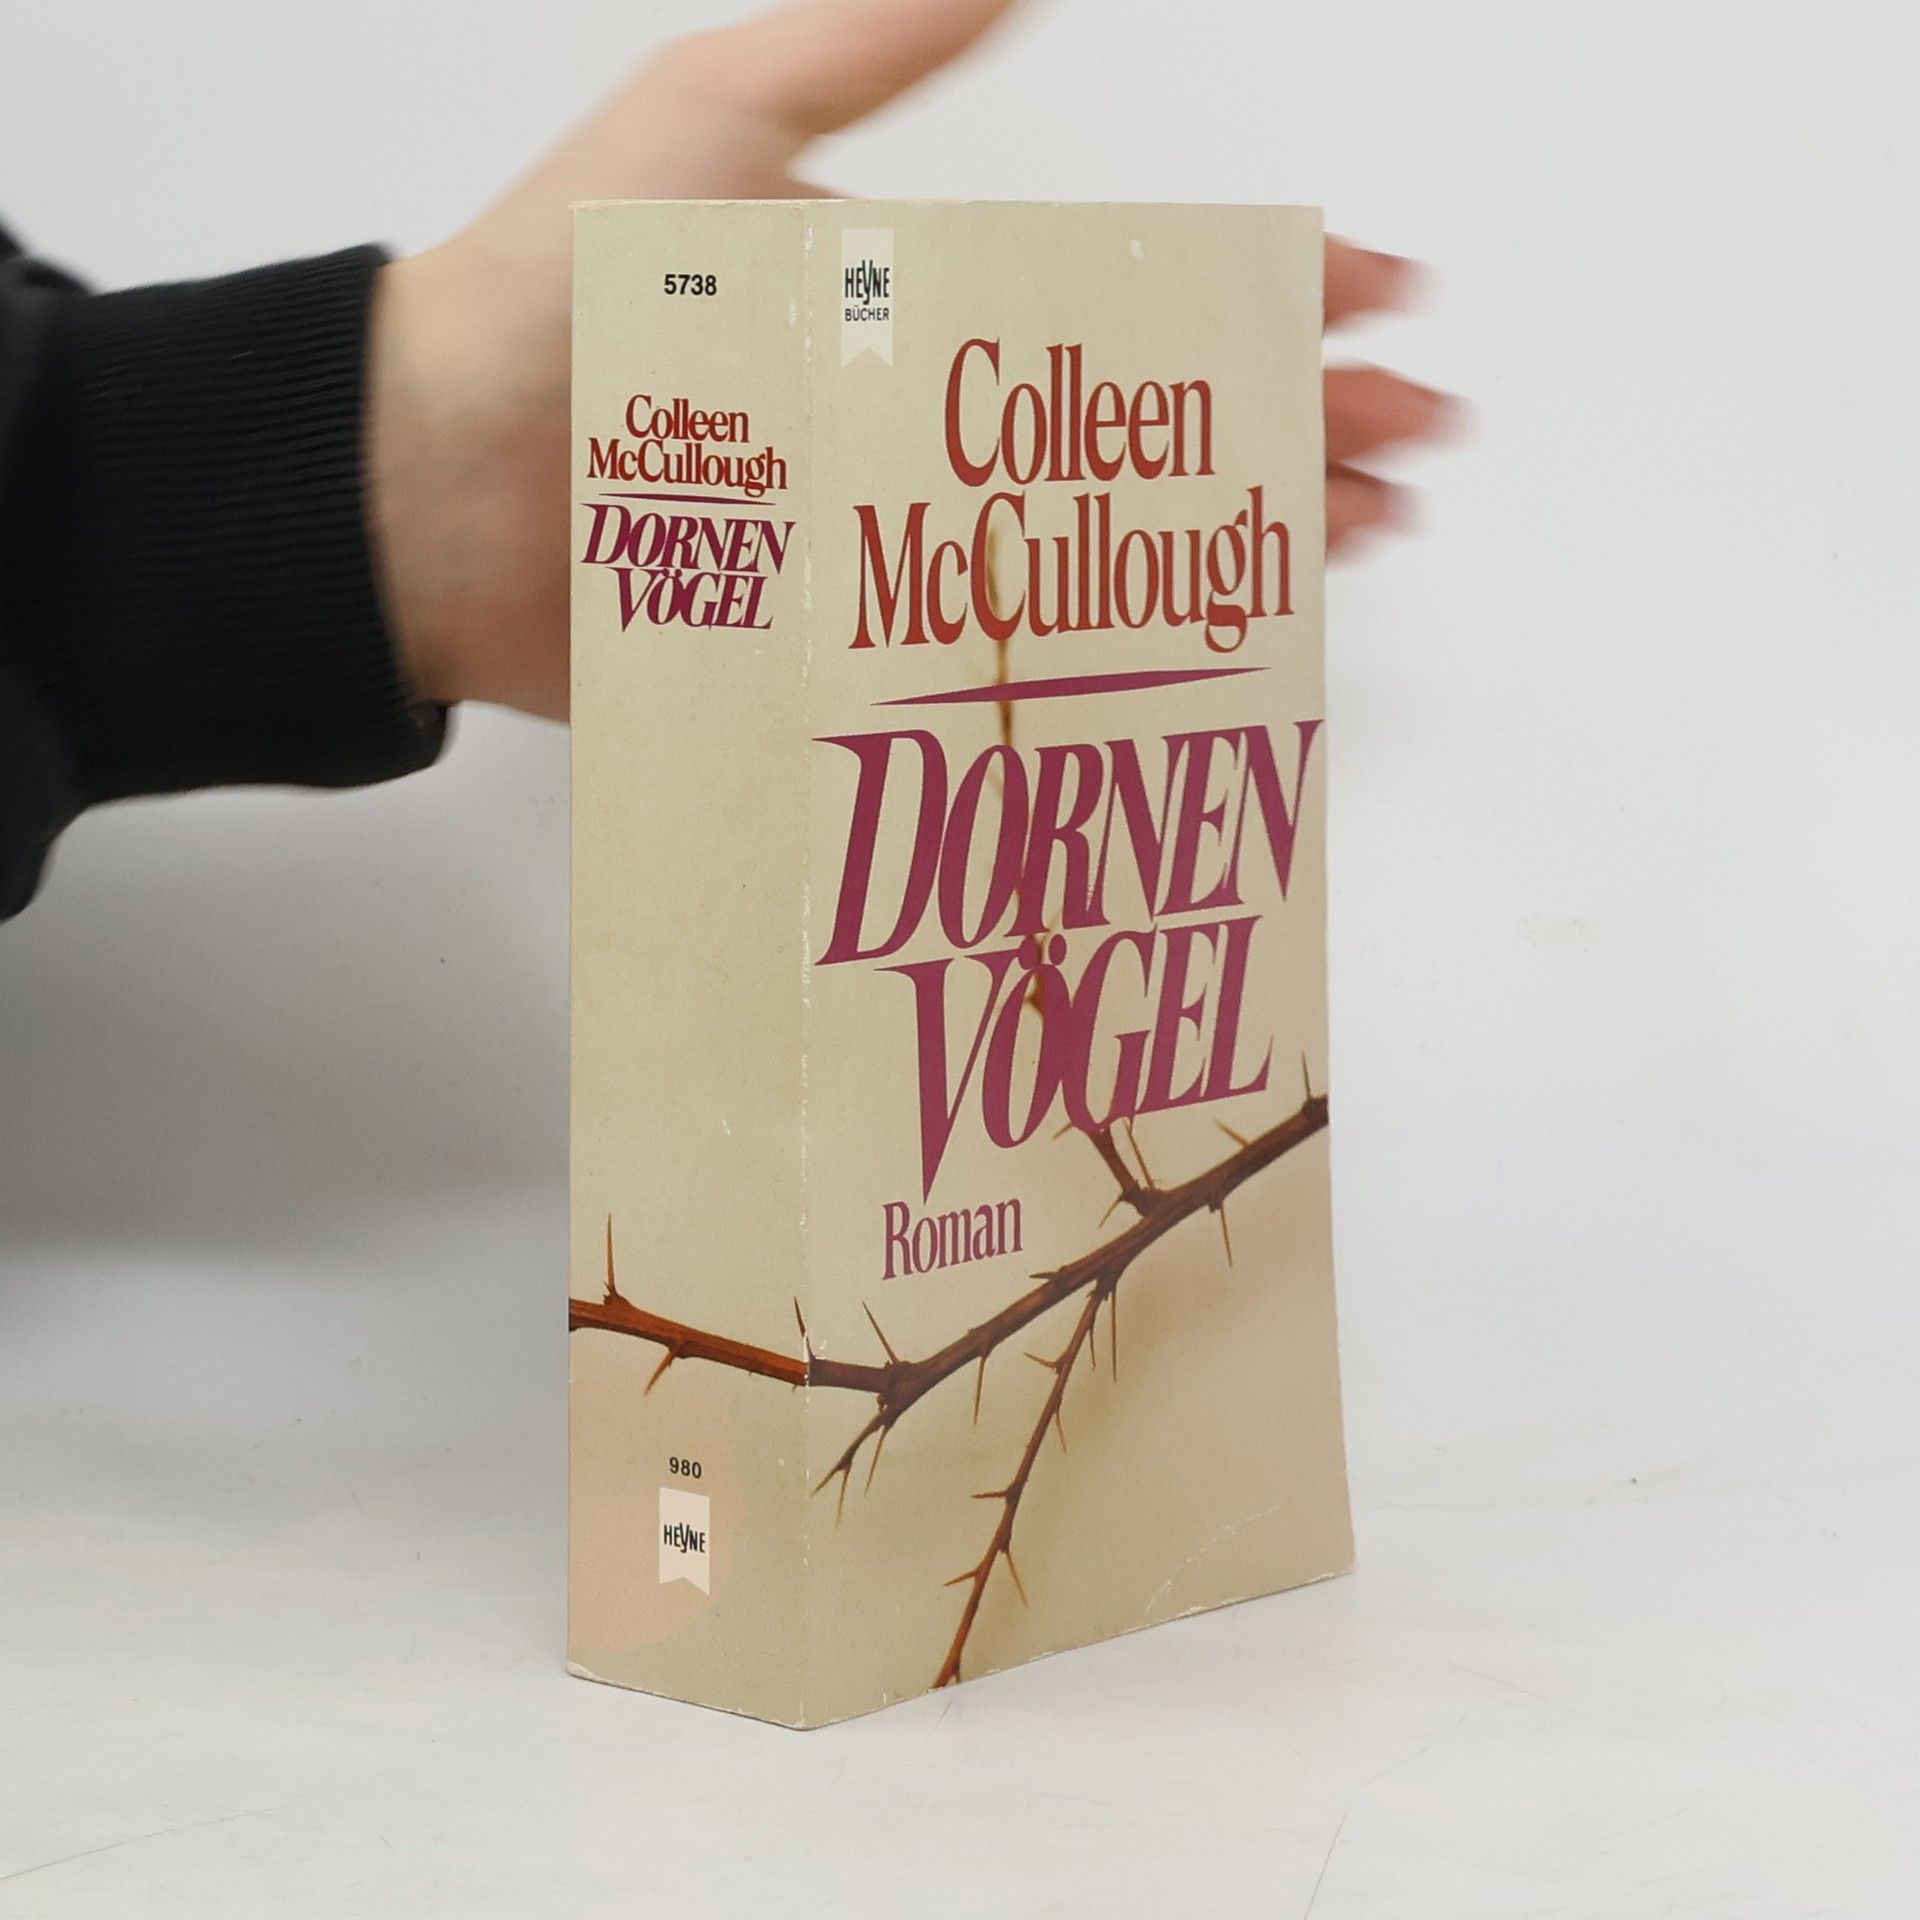 5738
Colleen
McCullough
DORNEN
VÖGEL
980
HEYNE
HEYNE
BÜCHER
Colleen
McCullough
DORNEN
VÖGEL
Roman